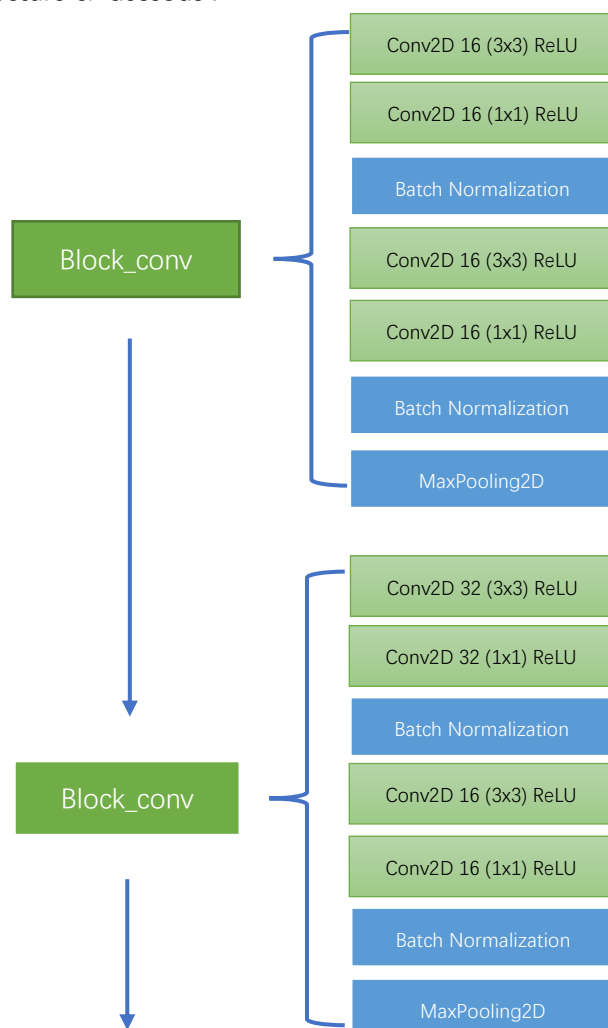 Conv2D 16 (3x3) ReLU
Conv2D 16 (1x1) ReLU
Batch Normalization
Block_conv
Conv2D 16 (3x3) ReLU
Conv2D 16 (1x1) ReLU
Batch Normalization
MaxPooling2D
Conv2D 32 (3x3) ReLU
Conv2D 32 (1x1) ReLU
Batch Normalization
Block_conv
Conv2D 16 (3x3) ReLU
Conv2D 16 (1x1) ReLU
Batch Normalization
MaxPooling2D